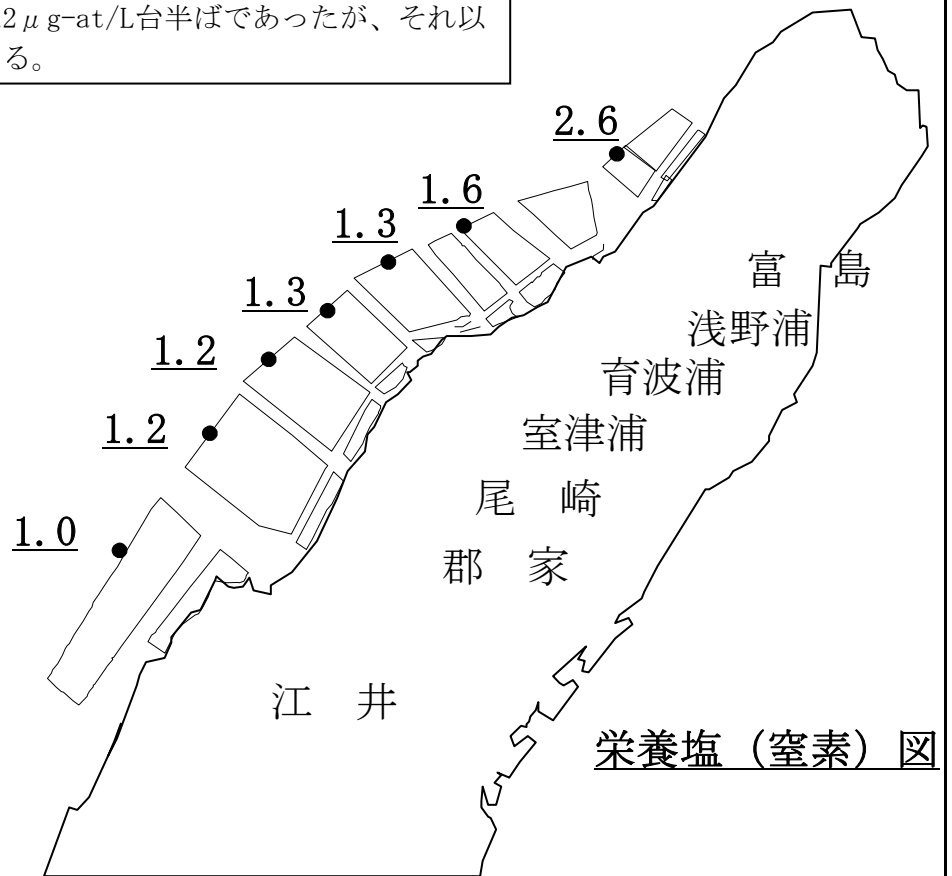 2μg-at/L台半ばであったが、それ以
る。
2.6
1.6
1.3
1.3
1.2
1.2
1.0
富　島
浅野浦
育波浦
室津浦
尾　崎
郡　家
江　井
栄養塩（窒素）図